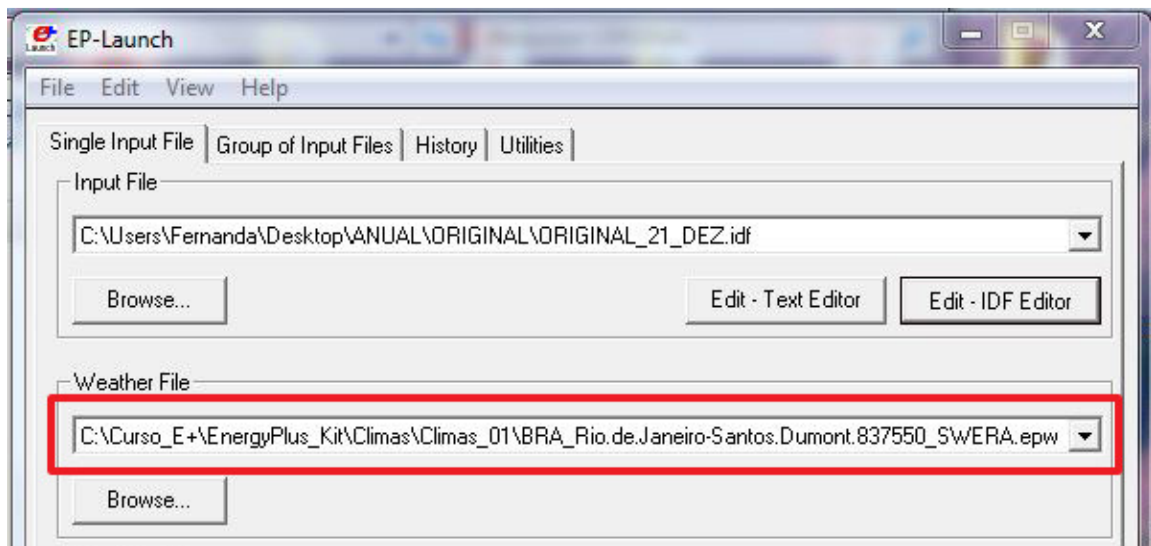 EP-Launch
File Edit View Help
Single Input File Group of Input Files History Utilities
Input File
C:\Users\Fernanda\Desktop\ANUAL\ORIGINAL\ORIGINAL_21_DEZ.idf
Browse... Edit - Text Editor Edit - IDF Editor
Weather File
C:\Curso_E+\EnergyPlus_Kit\Climas\Climas_01\BRA_Rio.de.Janeiro-Santos.Dumont.837550_SWERA.epw
Browse...